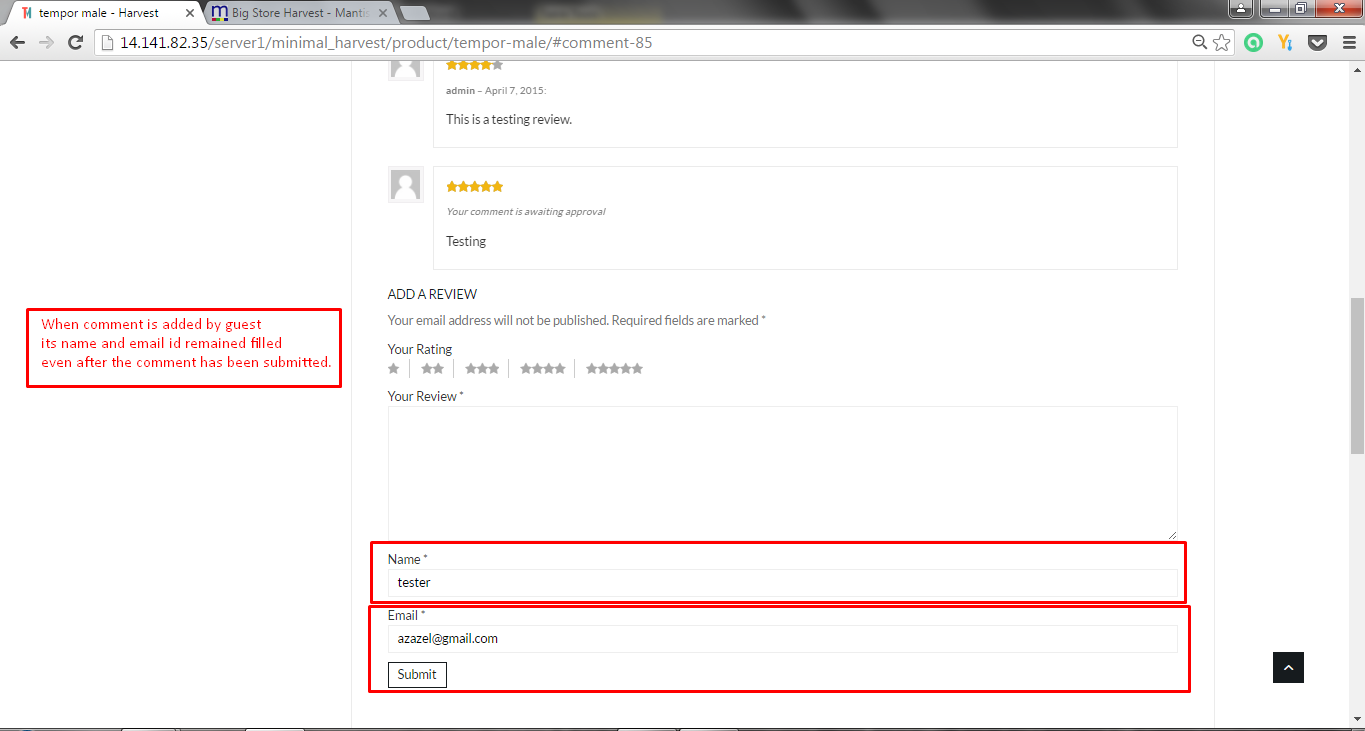 tempor male - Harvest
Big Store Harvest - Mantis
14.141.82.35/server1/minimal_harvest/product/tempor-male/#comment-85
admin – April 7, 2015:
This is a testing review.
Your comment is awaiting approval
Testing
When comment is added by guest
its name and email id remained filled
even after the comment has been submitted.
ADD A REVIEW
Your email address will not be published. Required fields are marked *
Your Rating
Your Review *
Name *
tester
Email *
azazel@gmail.com
Submit